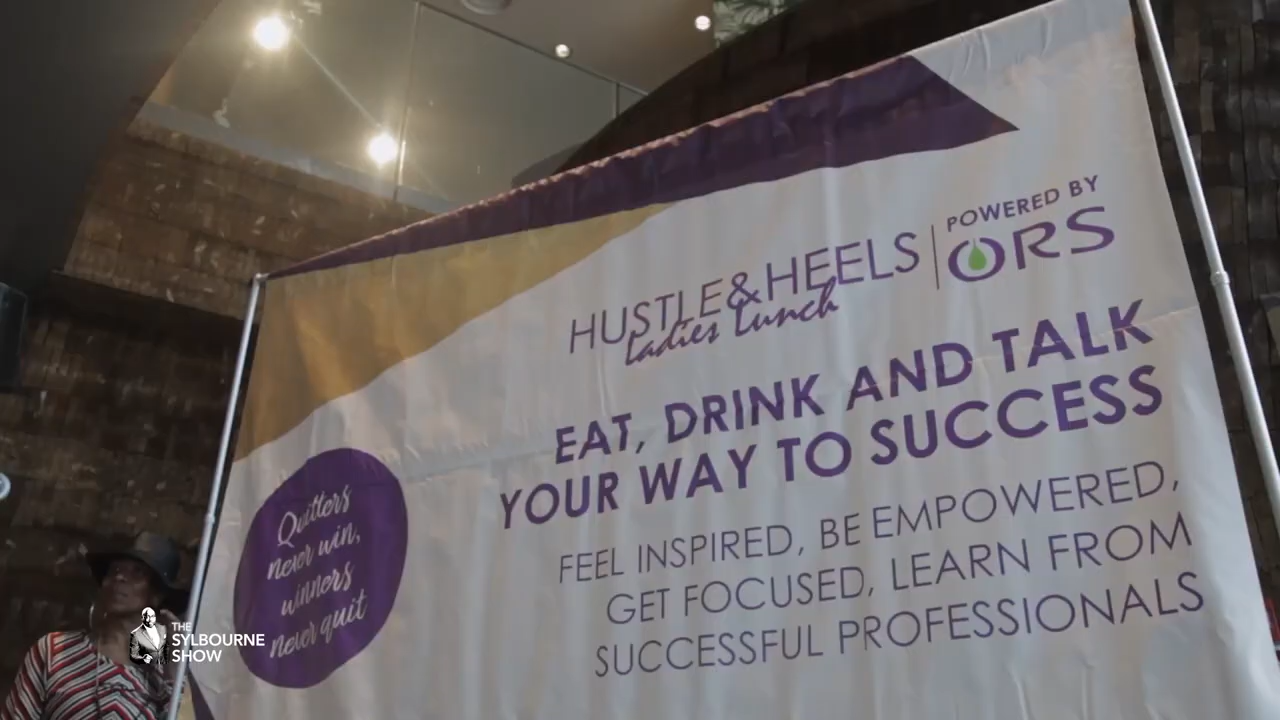 HUSTLE&HEELS
Ladies Lunch
POWERED BY
ORS
EAT, DRINK AND TALK
YOUR WAY TO SUCCESS
FEEL INSPIRED, BE EMPOWERED,
GET FOCUSED, LEARN FROM
SUCCESSFUL PROFESSIONALS
Quitters
never win,
winners
never quit
THE
SYLBOURNE
SHOW